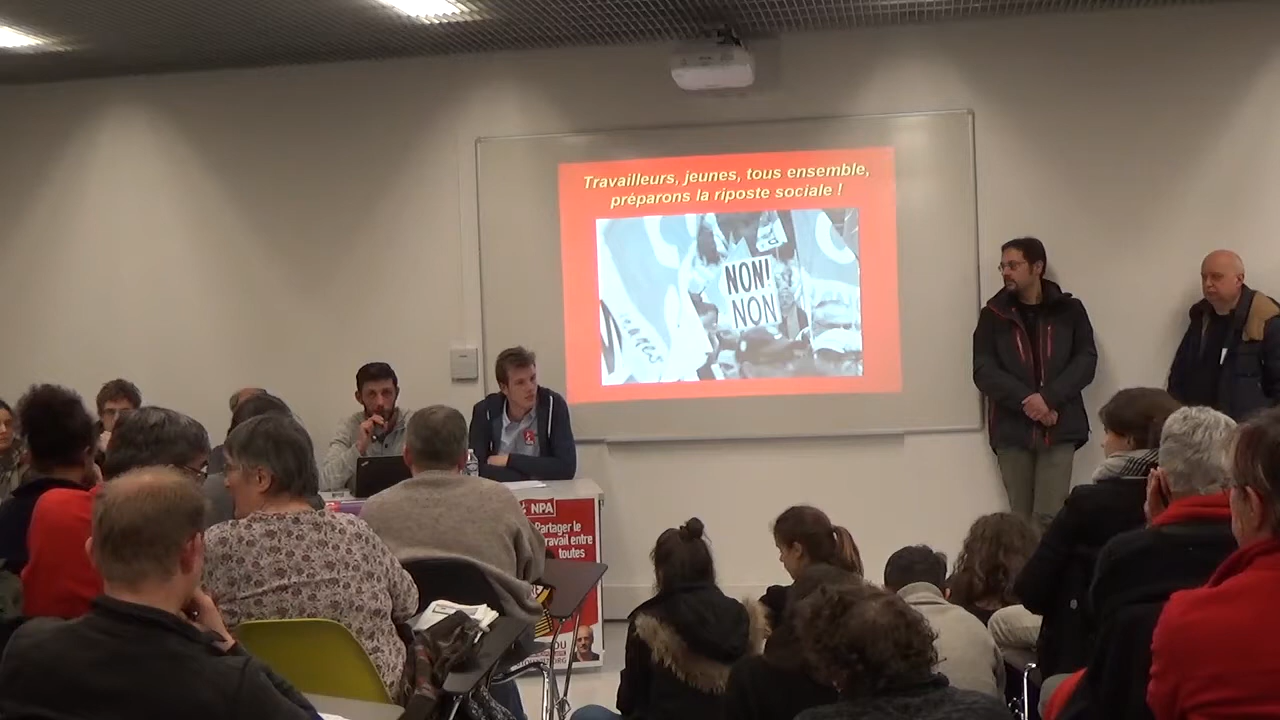 Travailleurs, jeunes, tous ensemble,
préparons la riposte sociale !
NON!
NON
NPA
Partager le
travail entre
toutes